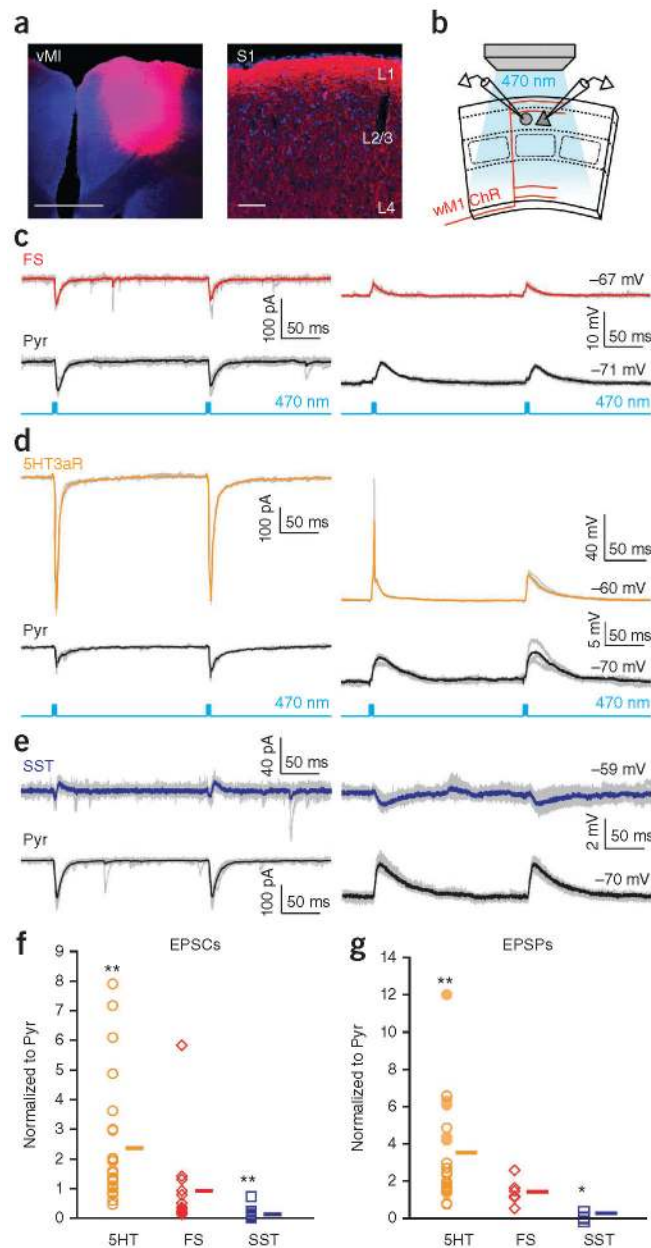 a
vMI
S1
L1
L2/3
L4
b
470 nm
wM1 ChR
c
FS
100 pA
50 ms
–67 mV
10 mV
50 ms
Pyr
–71 mV
470 nm
470 nm
d
5HT3aR
100 pA
50 ms
40 mV
50 ms
–60 mV
Pyr
5 mV
50 ms
–70 mV
470 nm
470 nm
e
SST
40 pA
50 ms
–59 mV
2 mV
50 ms
Pyr
100 pA
50 ms
–70 mV
f
EPSCs
Normalized to Pyr
9
8
7
6
5
4
3
2
1
0
**
**
5HT
FS
SST
g
EPSPs
Normalized to Pyr
14
12
10
8
6
4
2
0
**
*
5HT
FS
SST